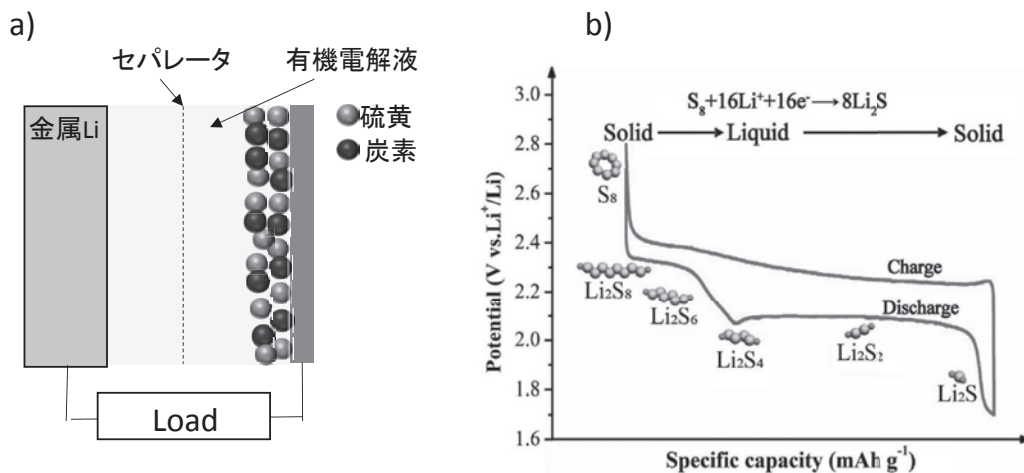 a)
セパレータ
有機電解液
金属Li
硫黄
炭素
Load
b)
3.0
2.8
2.6
2.4
2.2
2.0
1.8
1.6
Potential (V vs.Li⁺/Li)
S₈+16Li⁺+16e⁻→8Li₂S
Solid → Liquid → Solid
S₈
Li₂S₈
Li₂S₆
Li₂S₄
Li₂S₂
Li₂S
Charge
Discharge
Specific capacity (mAh g⁻¹)